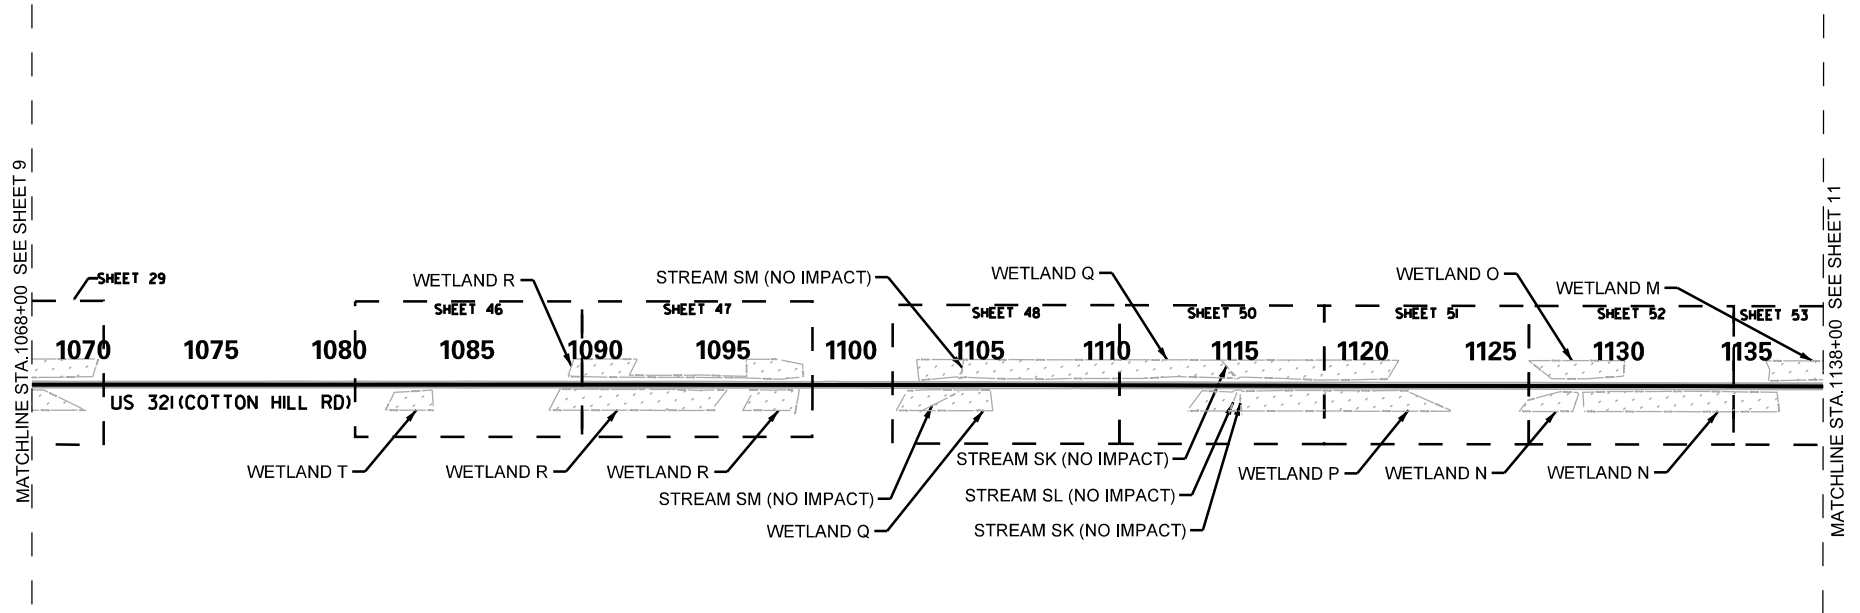 MATCHLINE STA.1068+00 SEE SHEET 9
SHEET 29
WETLAND R
STREAM SM (NO IMPACT)
WETLAND Q
WETLAND O
WETLAND M
SHEET 46
SHEET 47
SHEET 48
SHEET 50
SHEET 51
SHEET 52
SHEET 53
1070 1075 1080 1085 1090 1095 1100 1105 1110 1115 1120 1125 1130 1135
US 321 (COTTON HILL RD)
WETLAND T
WETLAND R
WETLAND R
STREAM SM (NO IMPACT)
WETLAND Q
STREAM SK (NO IMPACT)
STREAM SL (NO IMPACT)
STREAM SK (NO IMPACT)
WETLAND P
WETLAND N
WETLAND N
MATCHLINE STA.1138+00 SEE SHEET 11